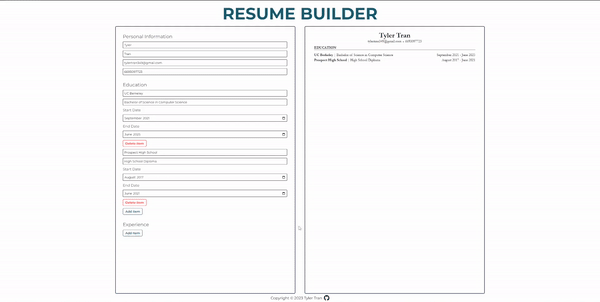 RESUME BUILDER
Personal Information
Tyler
Tran
Education
UC Berkeley
Bachelor of Science in Computer Science
Start Date
September 2021
End Date
June 2025
Delete Item
Prospect High School
High School Diploma
Start Date
August 2017
End Date
June 2021
Delete Item
Add Item
Experience
Add Item
Tyler Tran
EDUCATION
UC Berkeley | Bachelor of Science in Computer Science September 2021 - June 2025
Prospect High School | High School Diploma August 2017 - June 2021
Copyright © 2023 Tyler Tran